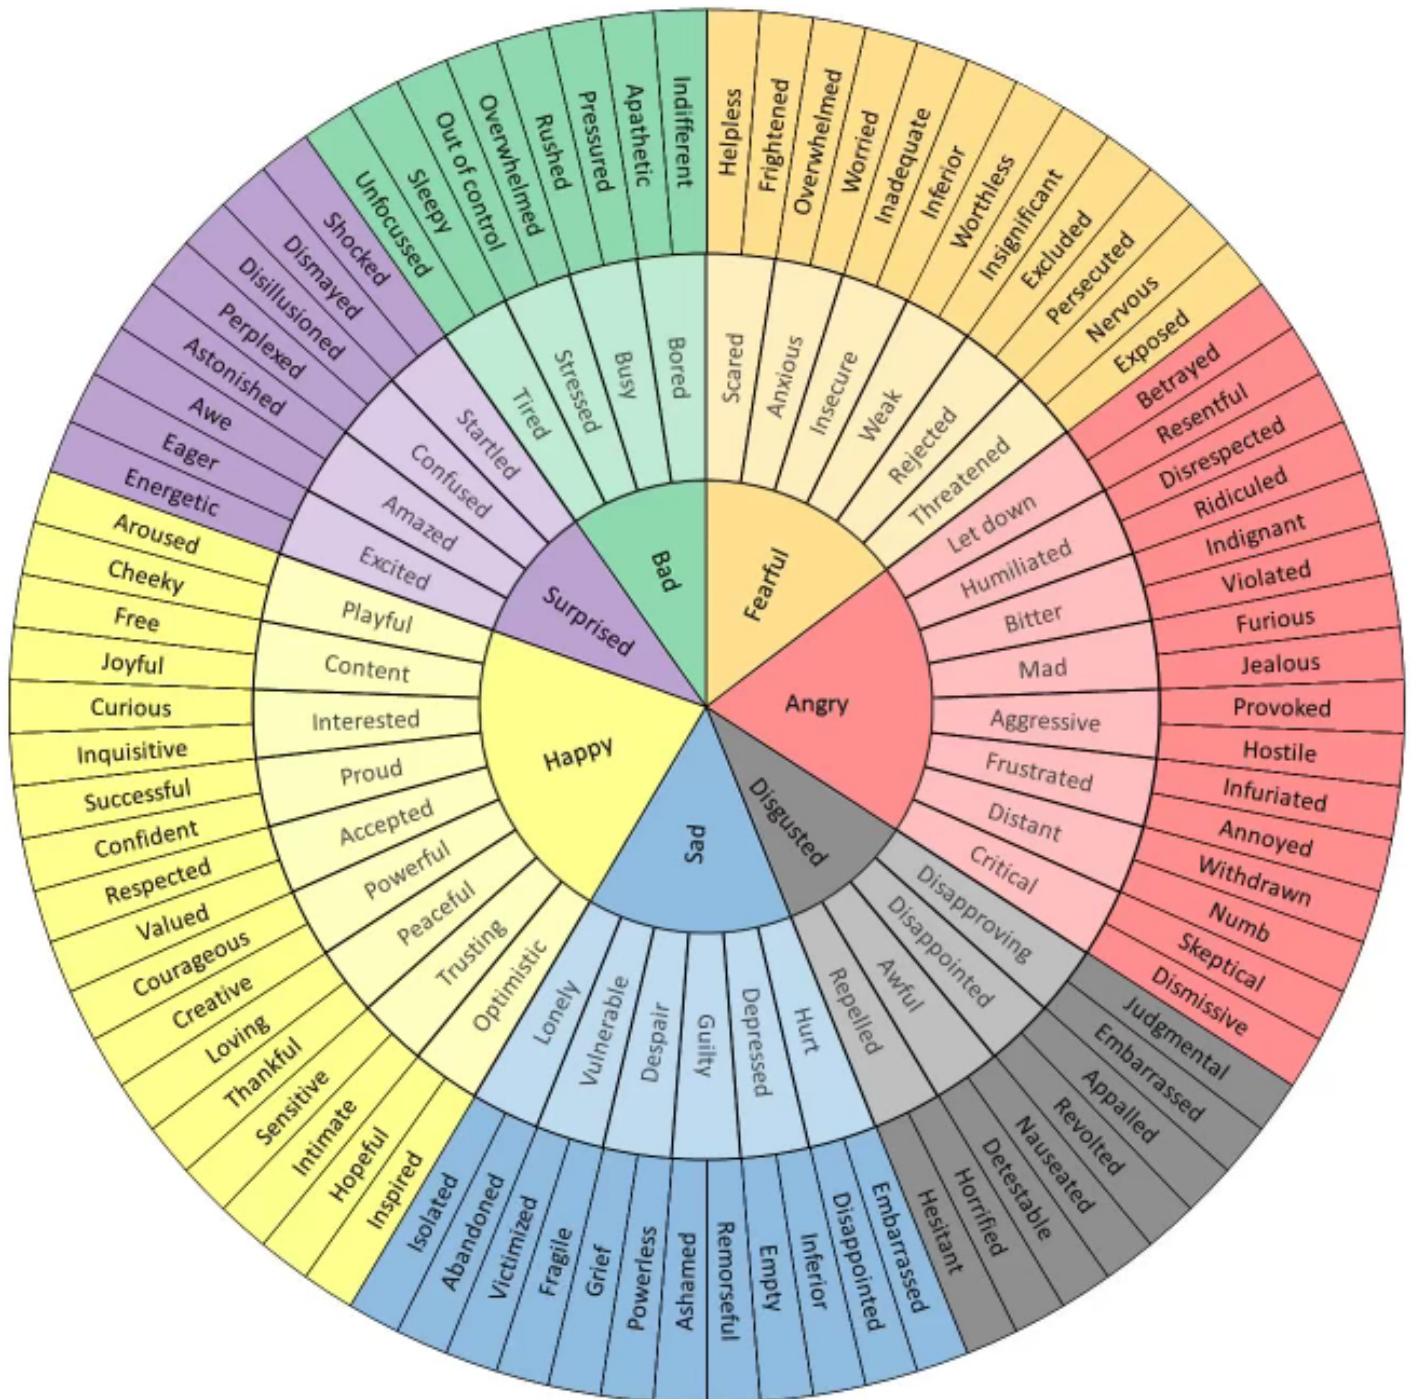 Fearful
Angry
Disgusted
Sad
Happy
Surprised
Bad
Scared
Anxious
Insecure
Weak
Rejected
Threatened
Let down
Humiliated
Bitter
Mad
Aggressive
Frustrated
Distant
Critical
Disapproving
Disappointed
Awful
Repelled
Hurt
Depressed
Guilty
Despair
Vulnerable
Lonely
Optimistic
Trusting
Peaceful
Powerful
Accepted
Proud
Interested
Content
Playful
Excited
Amazed
Confused
Startled
Tired
Stressed
Busy
Bored
Helpless
Frightened
Overwhelmed
Worried
Inadequate
Inferior
Worthless
Insignificant
Excluded
Persecuted
Nervous
Exposed
Betrayed
Resentful
Disrespected
Ridiculed
Indignant
Violated
Furious
Jealous
Provoked
Hostile
Infuriated
Annoyed
Withdrawn
Numb
Skeptical
Dismissive
Judgmental
Embarrassed
Appalled
Revolted
Nauseated
Detestable
Horrified
Hesitant
Embarrassed
Disappointed
Inferior
Empty
Remorseful
Ashamed
Powerless
Grief
Fragile
Victimized
Abandoned
Isolated
Inspired
Hopeful
Intimate
Sensitive
Thankful
Loving
Creative
Courageous
Valued
Respected
Confident
Successful
Inquisitive
Curious
Joyful
Free
Cheeky
Aroused
Energetic
Eager
Awe
Astonished
Perplexed
Disillusioned
Dismayed
Shocked
Unfocussed
Sleepy
Out of control
Overwhelmed
Rushed
Pressured
Apathetic
Indifferent